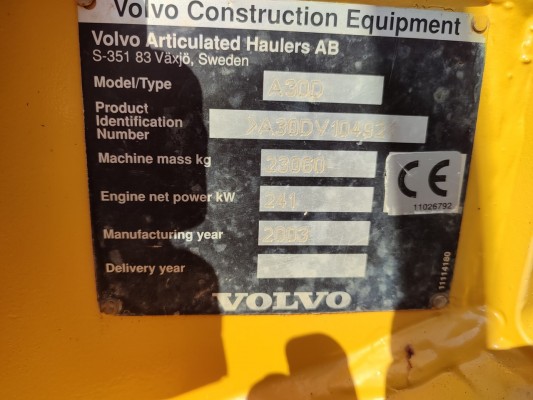 Volvo Construction Equipment
Volvo Articulated Haulers AB
S-351 83 Växjö, Sweden
Model/Type A30D
Product
Identification
Number
Machine mass kg 23060
Engine net power kW 241
Manufacturing year 2003
Delivery year
CE
11026792
11114180
VOLVO